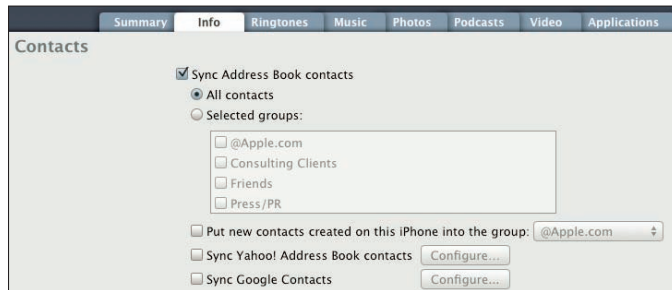 Summary Info Ringtones Music Photos Podcasts Video Applications
Contacts
Sync Address Book contacts
All contacts
Selected groups:
@Apple.com
Consulting Clients
Friends
Press/PR
Put new contacts created on this iPhone into the group: @Apple.com
Sync Yahoo! Address Book contacts Configure...
Sync Google Contacts Configure...